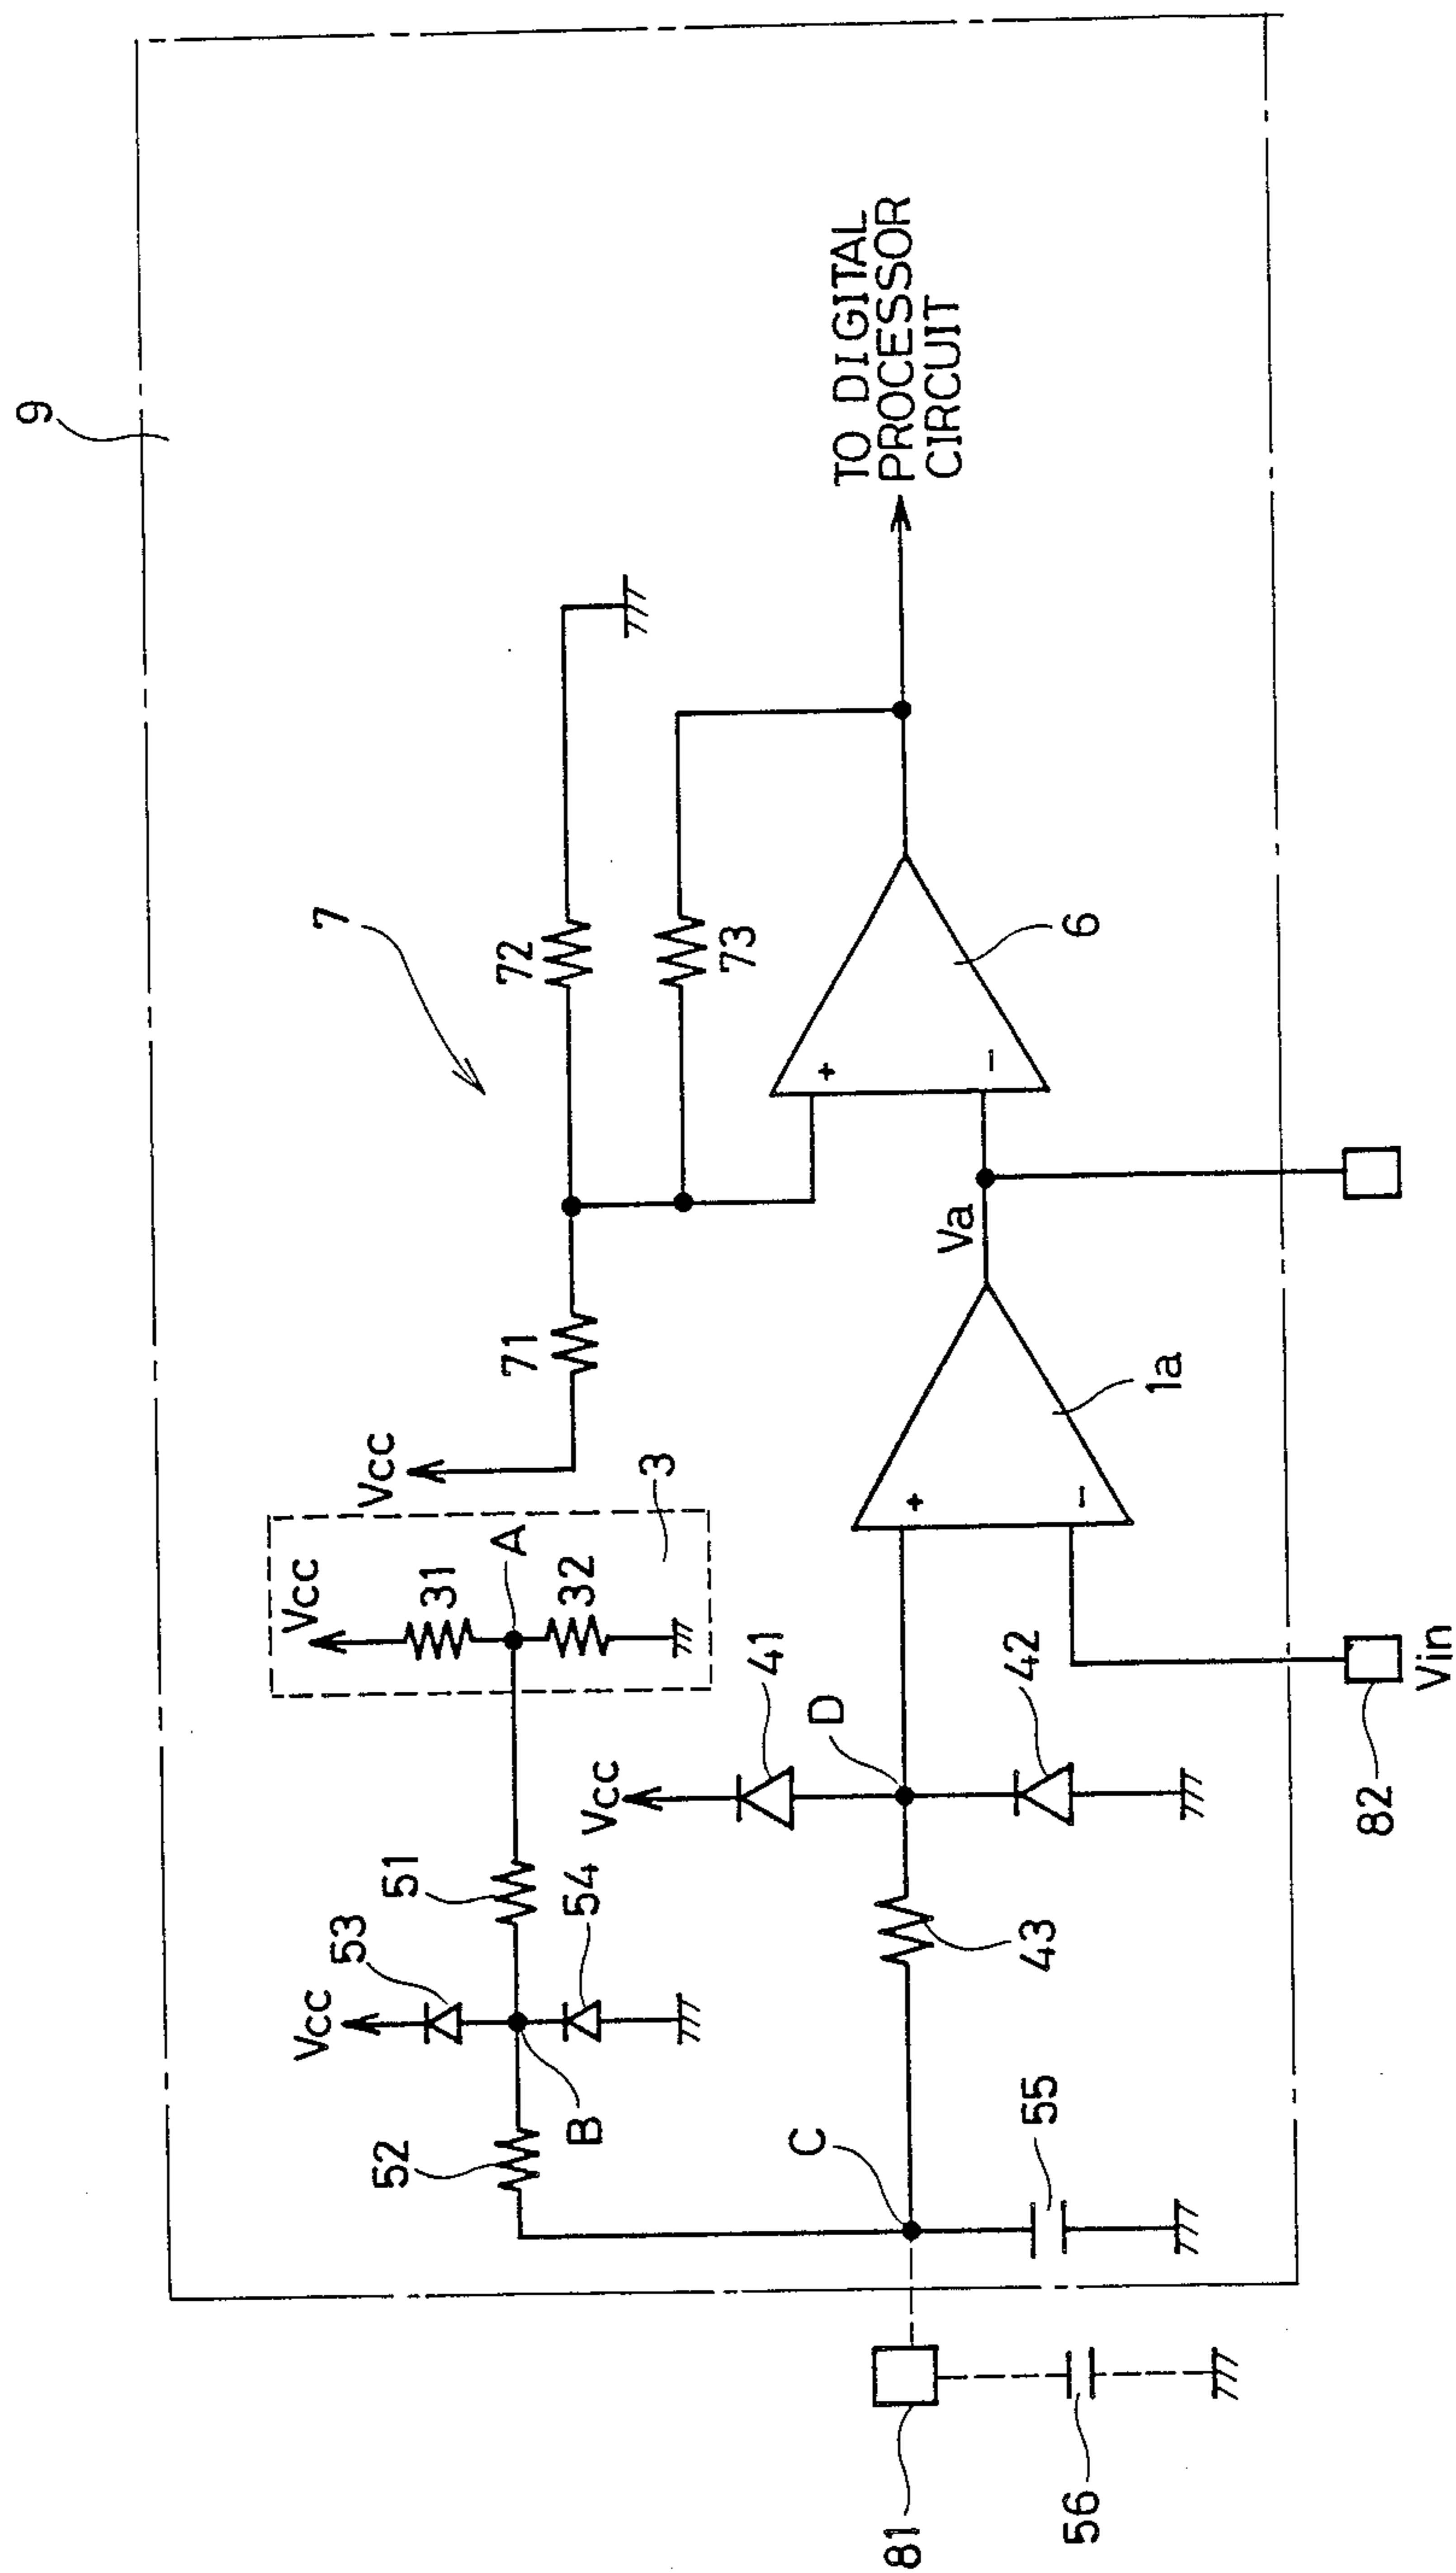 9
7
72
73
71
Vcc
TO DIGITAL
PROCESSOR
CIRCUIT
6
+
−
Va
3
Vcc
31
A
32
1a
+
−
41
D
Vcc
42
82
Vin
51
53
54
Vcc
43
52
B
C
55
81
56